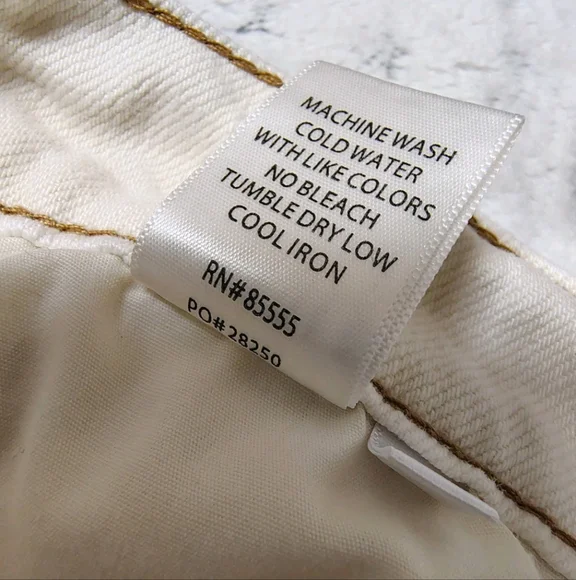 MACHINE WASH
COLD WATER
WITH LIKE COLORS
NO BLEACH
TUMBLE DRY LOW
COOL IRON
RN#85555
PO#28250